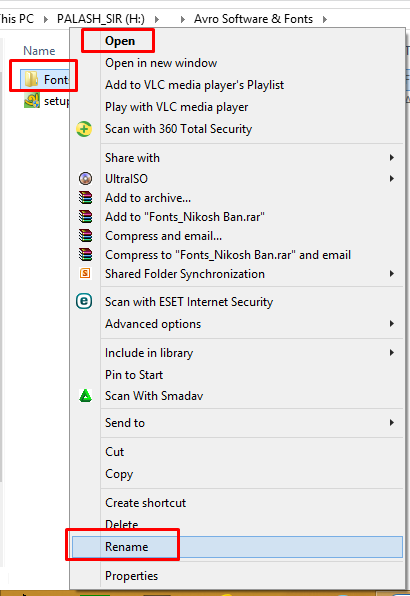 his PC ▸ PALASH_SIR (H:) ▸ ▸ Avro Software & Fonts ▸
Name
Fonts
setup
Open
Open in new window
Add to VLC media player's Playlist
Play with VLC media player
Scan with 360 Total Security
Share with
UltraISO
Add to archive...
Add to "Fonts_Nikosh Ban.rar"
Compress and email...
Compress to "Fonts_Nikosh Ban.rar" and email
Shared Folder Synchronization
Scan with ESET Internet Security
Advanced options
Include in library
Pin to Start
Scan With Smadav
Send to
Cut
Copy
Create shortcut
Delete
Rename
Properties